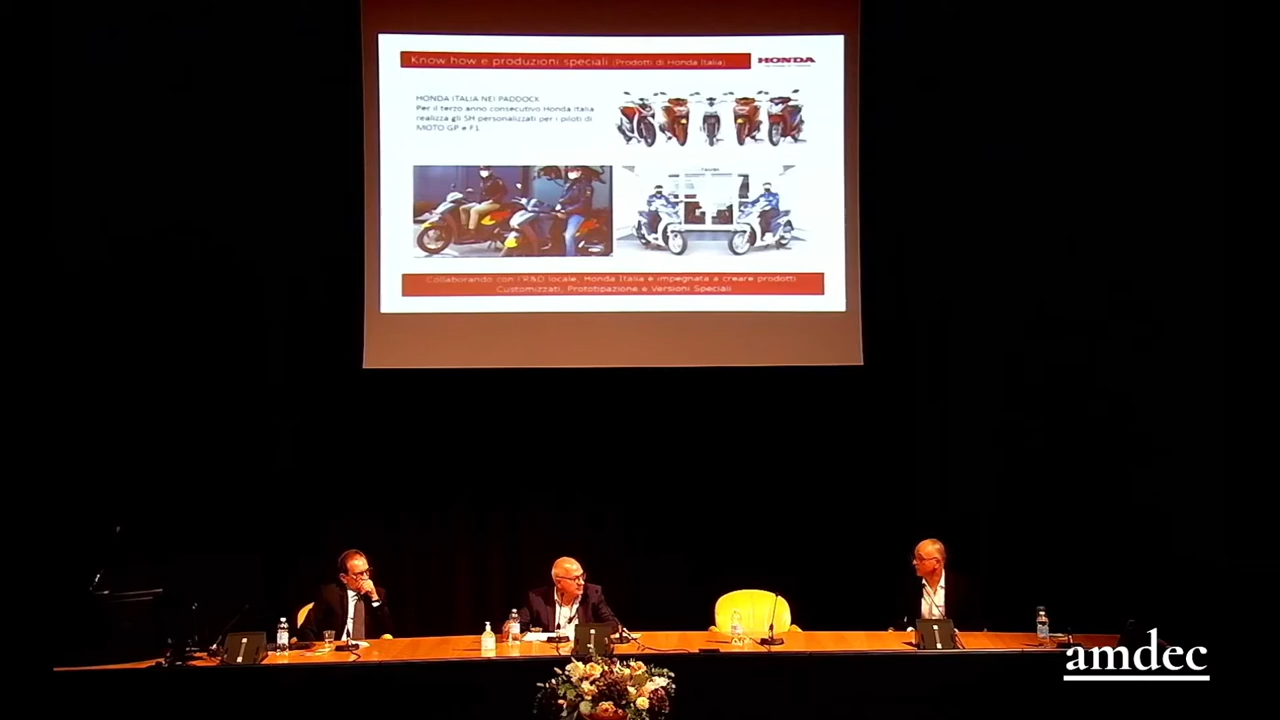 Know how e produzioni speciali (Prodotti di Honda Italia)
HONDA
HONDA ITALIA NEI PADDOCK
Per il terzo anno consecutivo Honda Italia
realizza gli SH personalizzati per i piloti di
MOTO GP e F1
Collaborando con l'R&D locale, Honda Italia è impegnata a creare prodotti
Customizzati, Prototipazione e Versioni Speciali
amdec